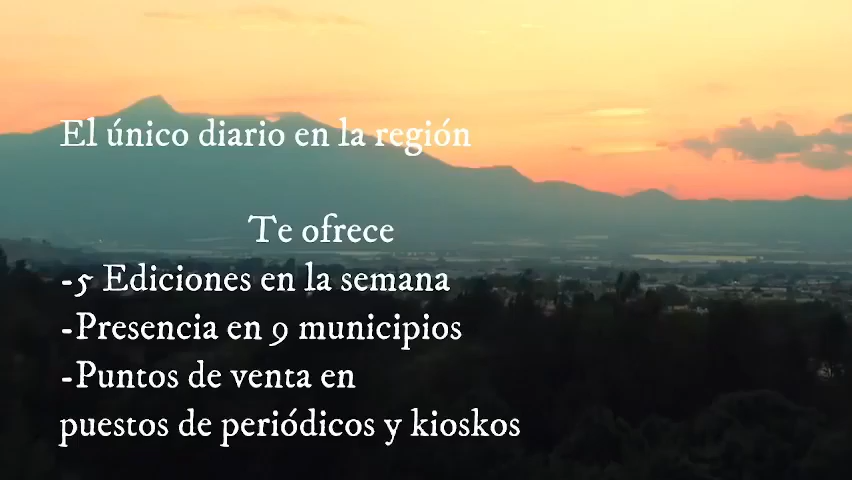 El único diario en la región
Te ofrece
-5 Ediciones en la semana
-Presencia en 9 municipios
-Puntos de venta en
puestos de periódicos y kioskos